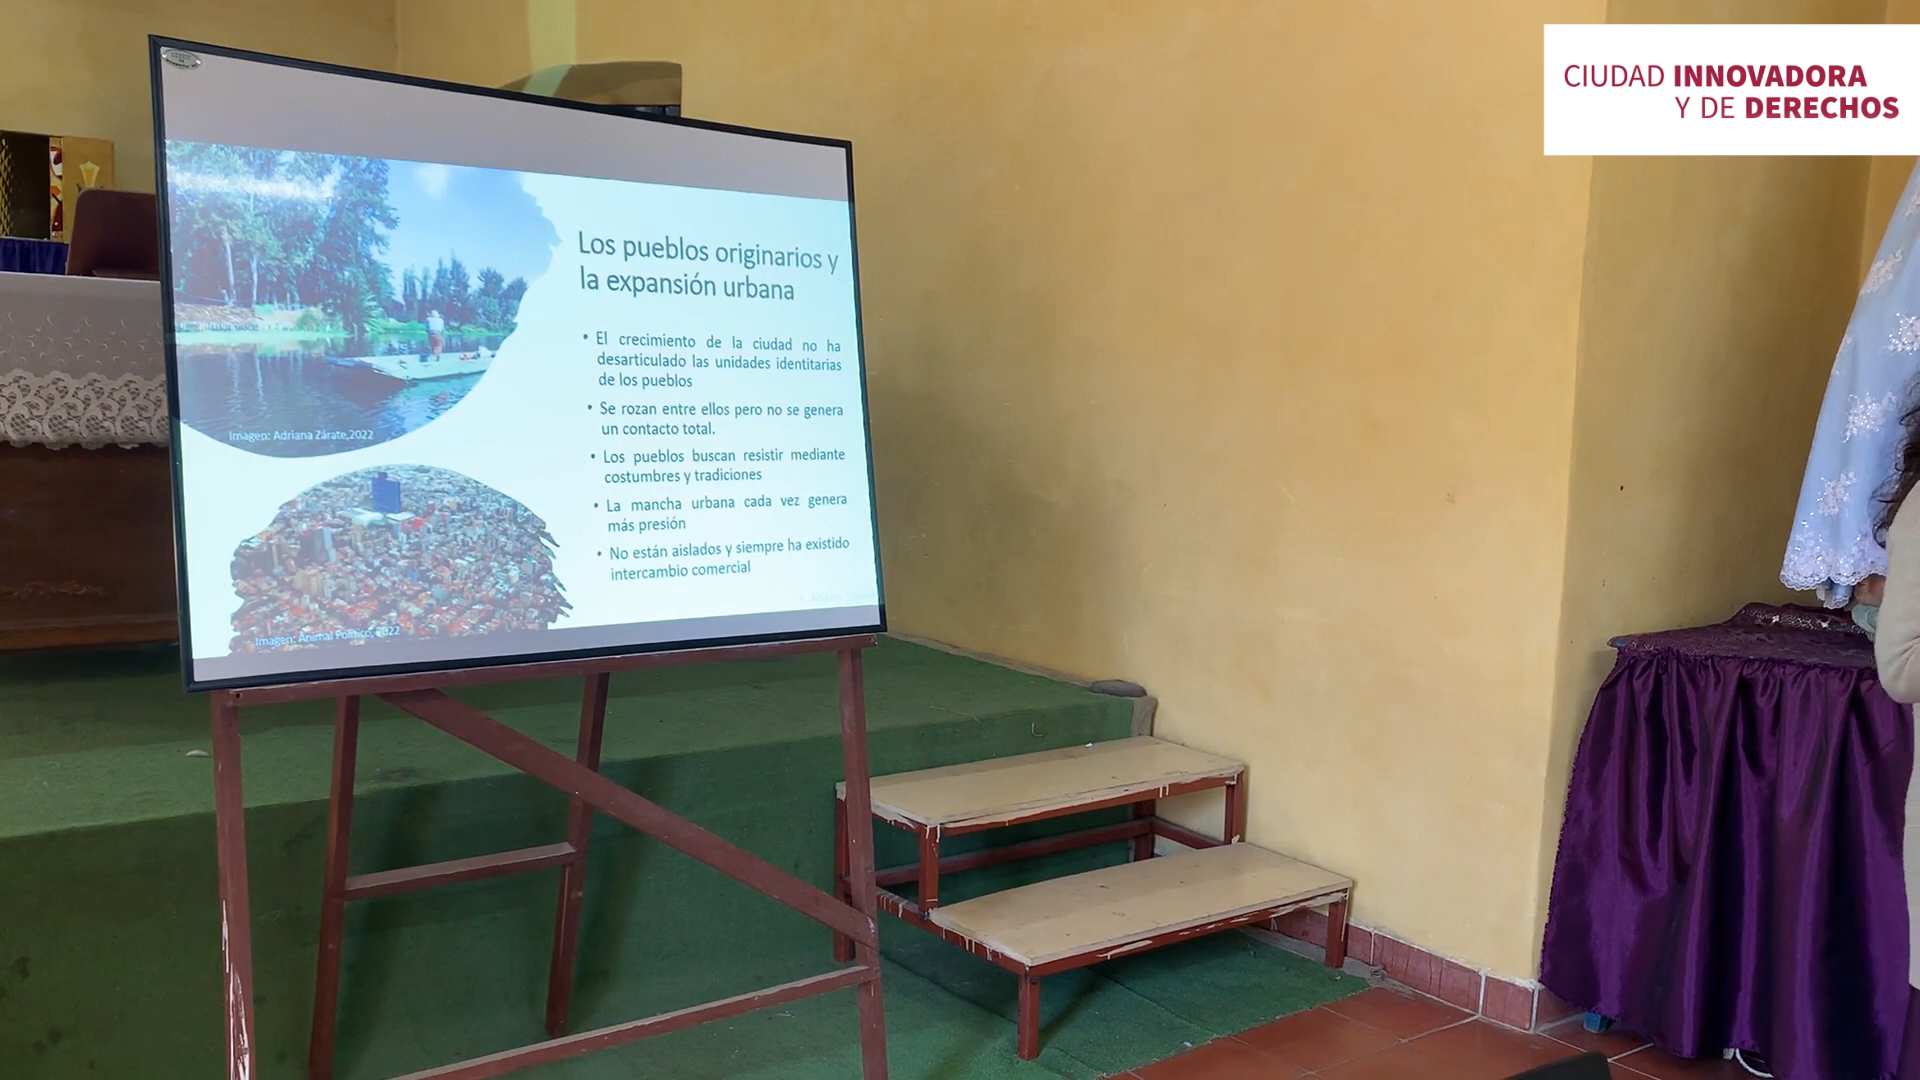 CIUDAD INNOVADORA
Y DE DERECHOS
Los pueblos originarios y
la expansión urbana
• El crecimiento de la ciudad no ha
desarticulado las unidades identitarias
de los pueblos
• Se rozan entre ellos pero no se genera
un contacto total.
• Los pueblos buscan resistir mediante
costumbres y tradiciones
• La mancha urbana cada vez genera
más presión
• No están aislados y siempre ha existido
intercambio comercial
Imagen: Adriana Zárate,2022
Imagen: Animal Político, 2022